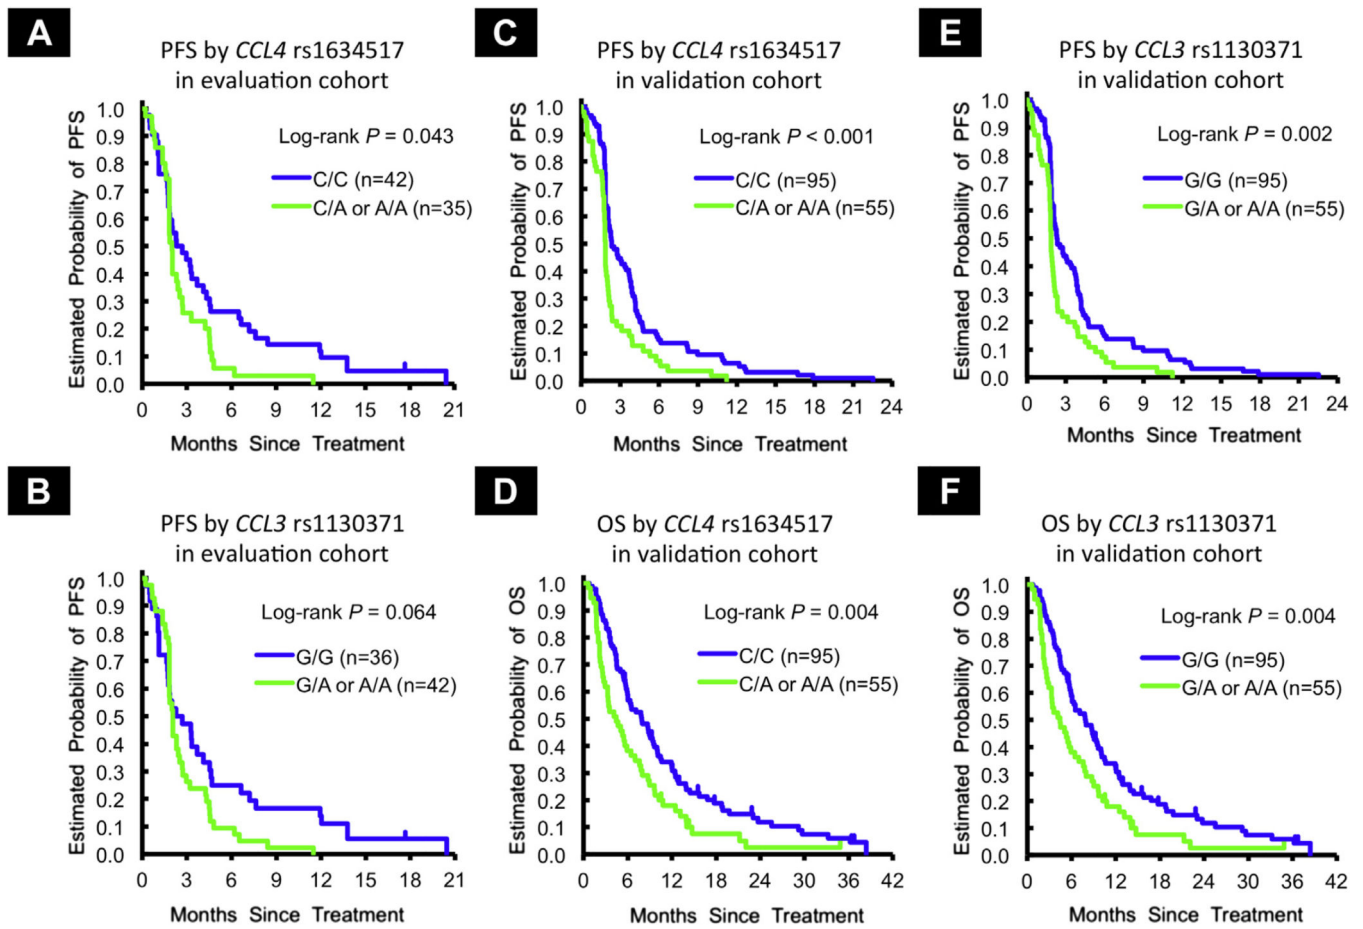 A
PFS by CCL4 rs1634517
in evaluation cohort
Estimated Probability of PFS
1.0
0.9
0.8
0.7
0.6
0.5
0.4
0.3
0.2
0.1
0.0
Log-rank P = 0.043
C/C (n=42)
C/A or A/A (n=35)
0 3 6 9 12 15 18 21
Months Since Treatment
C
PFS by CCL4 rs1634517
in validation cohort
Estimated Probability of PFS
1.0
0.9
0.8
0.7
0.6
0.5
0.4
0.3
0.2
0.1
0.0
Log-rank P < 0.001
C/C (n=95)
C/A or A/A (n=55)
0 3 6 9 12 15 18 21 24
Months Since Treatment
E
PFS by CCL3 rs1130371
in validation cohort
Estimated Probability of PFS
1.0
0.9
0.8
0.7
0.6
0.5
0.4
0.3
0.2
0.1
0.0
Log-rank P = 0.002
G/G (n=95)
G/A or A/A (n=55)
0 3 6 9 12 15 18 21 24
Months Since Treatment
B
PFS by CCL3 rs1130371
in evaluation cohort
Estimated Probability of PFS
1.0
0.9
0.8
0.7
0.6
0.5
0.4
0.3
0.2
0.1
0.0
Log-rank P = 0.064
G/G (n=36)
G/A or A/A (n=42)
0 3 6 9 12 15 18 21
Months Since Treatment
D
OS by CCL4 rs1634517
in validation cohort
Estimated Probability of OS
1.0
0.9
0.8
0.7
0.6
0.5
0.4
0.3
0.2
0.1
0.0
Log-rank P = 0.004
C/C (n=95)
C/A or A/A (n=55)
0 6 12 18 24 30 36 42
Months Since Treatment
F
OS by CCL3 rs1130371
in validation cohort
Estimated Probability of OS
1.0
0.9
0.8
0.7
0.6
0.5
0.4
0.3
0.2
0.1
0.0
Log-rank P = 0.004
G/G (n=95)
G/A or A/A (n=55)
0 6 12 18 24 30 36 42
Months Since Treatment